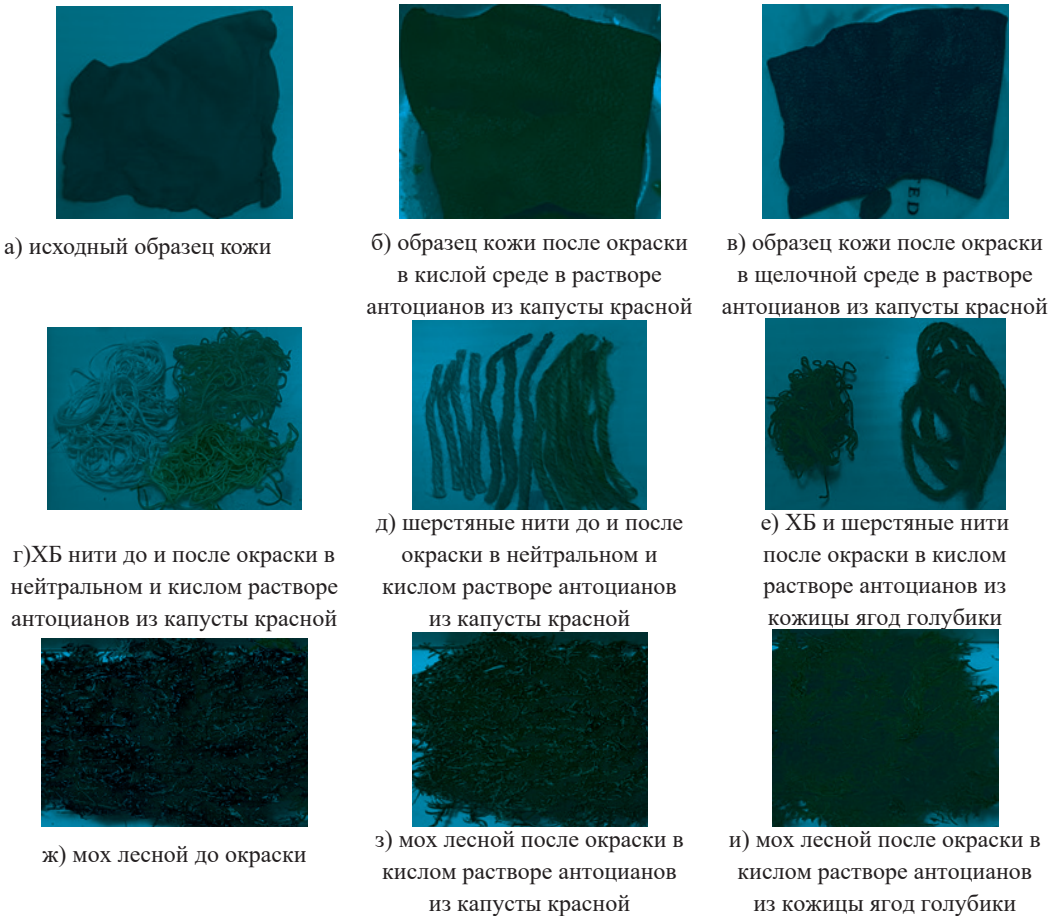 TED
а) исходный образец кожи
б) образец кожи после окраски
в кислой среде в растворе
антоцианов из капусты красной
в) образец кожи после окраски
в щелочной среде в растворе
антоцианов из капусты красной
г)ХБ нити до и после окраски в
нейтральном и кислом растворе
антоцианов из капусты красной
д) шерстяные нити до и после
окраски в нейтральном и
кислом растворе антоцианов
из капусты красной
е) ХБ и шерстяные нити
после окраски в кислом
растворе антоцианов из
кожицы ягод голубики
ж) мох лесной до окраски
з) мох лесной после окраски в
кислом растворе антоцианов
из капусты красной
и) мох лесной после окраски в
кислом растворе антоцианов
из кожицы ягод голубики